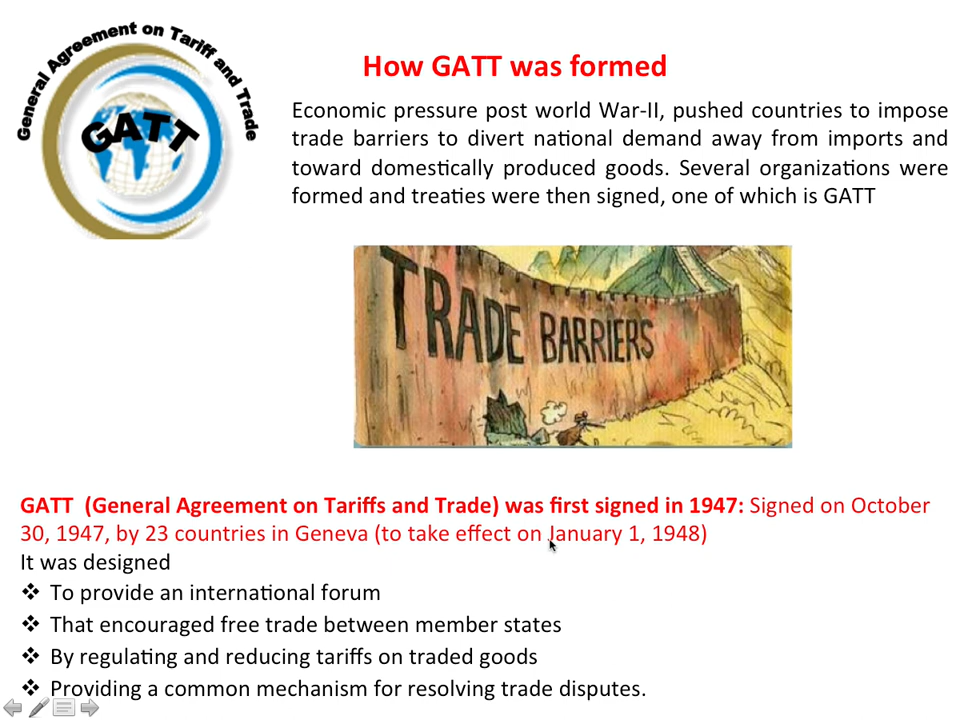 General Agreement on Tariff and Trade
GATT
How GATT was formed
Economic pressure post world War-II, pushed countries to impose
trade barriers to divert national demand away from imports and
toward domestically produced goods. Several organizations were
formed and treaties were then signed, one of which is GATT
TRADE BARRIERS
GATT (General Agreement on Tariffs and Trade) was first signed in 1947: Signed on October
30, 1947, by 23 countries in Geneva (to take effect on January 1, 1948)
It was designed
❖ To provide an international forum
❖ That encouraged free trade between member states
❖ By regulating and reducing tariffs on traded goods
❖ Providing a common mechanism for resolving trade disputes.